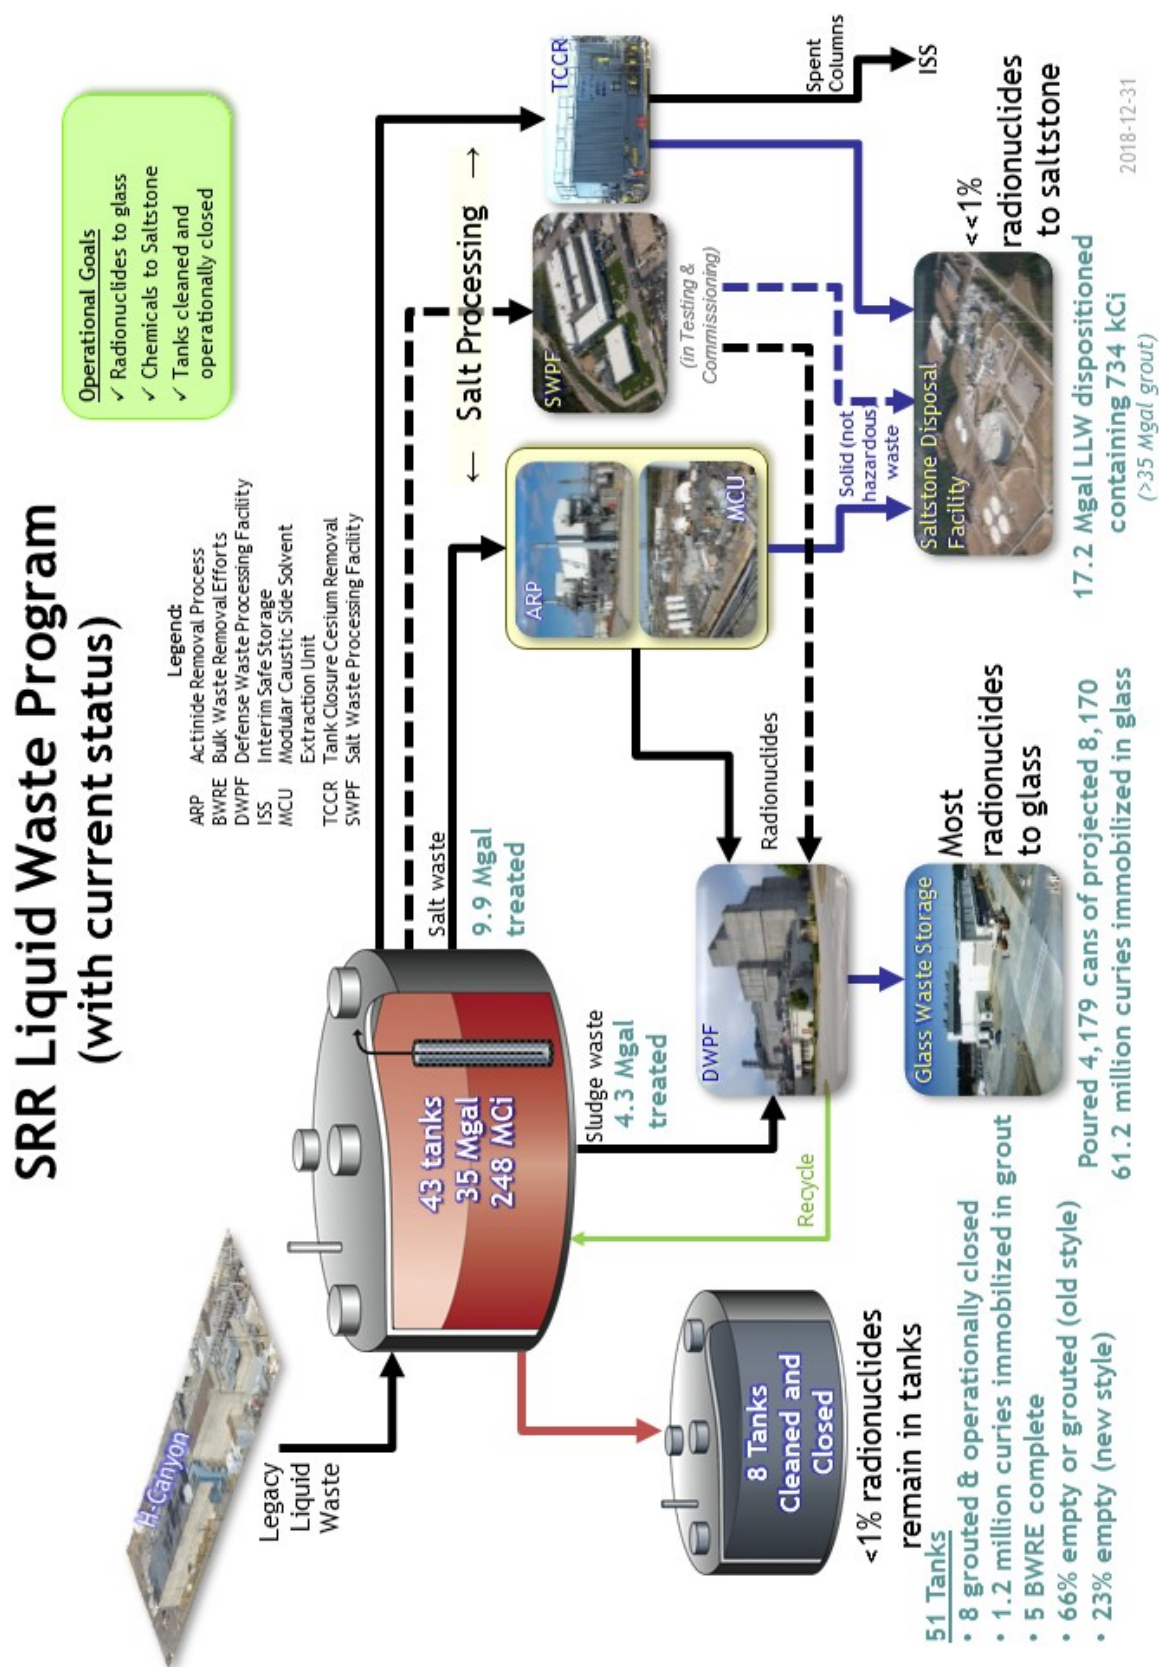 SRR Liquid Waste Program
(with current status)
Operational Goals
✓ Radionuclides to glass
✓ Chemicals to Saltstone
✓ Tanks cleaned and
operationally closed
Legend:
ARP Actinide Removal Process
BWRE Bulk Waste Removal Efforts
DWPF Defense Waste Processing Facility
ISS Interim Safe Storage
MCU Modular Caustic Side Solvent
Extraction Unit
TCCR Tank Closure Cesium Removal
SWPF Salt Waste Processing Facility
H-Canyon
Legacy
Liquid
Waste
43 tanks
35 Mgal
248 MCi
Salt waste
9.9 Mgal
treated
← Salt Processing →
ARP
MCU
SWPF
(in Testing &
Commissioning)
TCCR
Spent
Columns
ISS
Sludge waste
4.3 Mgal
treated
Recycle
Radionuclides
DWPF
Solid (not
hazardous)
waste
8 Tanks
Cleaned and
Closed
<1% radionuclides
remain in tanks
Glass Waste Storage
Most
radionuclides
to glass
Saltstone Disposal
Facility
<<1%
radionuclides
to saltstone
51 Tanks
• 8 grouted & operationally closed
• 1.2 million curies immobilized in grout
• 5 BWRE complete
• 66% empty or grouted (old style)
• 23% empty (new style)
Poured 4,179 cans of projected 8,170
61.2 million curies immobilized in glass
17.2 Mgal LLW dispositioned
containing 734 kCi
(>35 Mgal grout)
2018-12-31